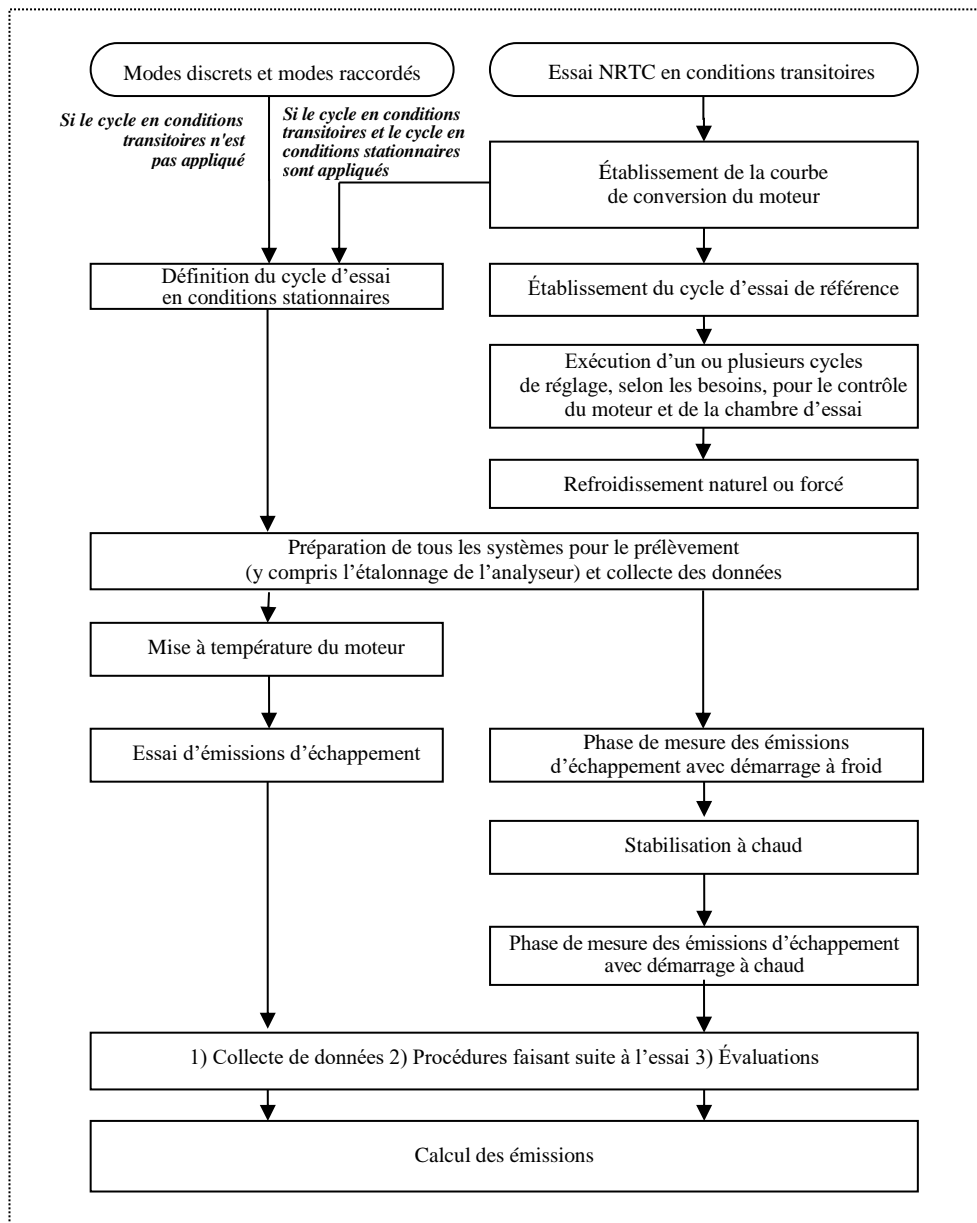 Modes discrets et modes raccordés
Essai NRTC en conditions transitoires
Si le cycle en conditions
transitoires n'est
pas appliqué
Si le cycle en conditions
transitoires et le cycle en
conditions stationnaires
sont appliqués
Établissement de la courbe
de conversion du moteur
Définition du cycle d’essai
en conditions stationnaires
Établissement du cycle d’essai de référence
Exécution d’un ou plusieurs cycles
de réglage, selon les besoins, pour le contrôle
du moteur et de la chambre d’essai
Refroidissement naturel ou forcé
Préparation de tous les systèmes pour le prélèvement
(y compris l’étalonnage de l’analyseur) et collecte des données
Mise à température du moteur
Essai d’émissions d’échappement
Phase de mesure des émissions
d’échappement avec démarrage à froid
Stabilisation à chaud
Phase de mesure des émissions d’échappement
avec démarrage à chaud
1) Collecte de données 2) Procédures faisant suite à l’essai 3) Évaluations
Calcul des émissions